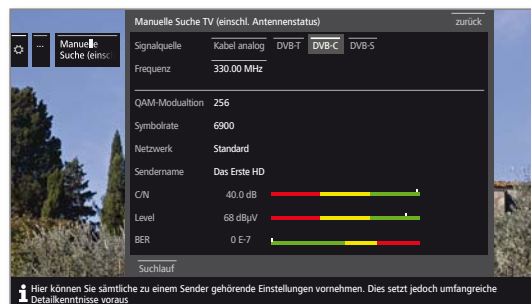 Manuelle Suche TV (einschl. Antennenstatus) zurück
...
Manuelle
Suche (einsc
Signalquelle Kabel analog DVB-T DVB-C DVB-S
Frequenz 330.00 MHz
QAM-Modualtion 256
Symbolrate 6900
Netzwerk Standard
Sendername Das Erste HD
C/N 40.0 dB
Level 68 dBµV
BER 0 E-7
Suchlauf
i Hier können Sie sämtliche zu einem Sender gehörende Einstellungen vornehmen. Dies setzt jedoch umfangreiche
Detailkenntnisse voraus